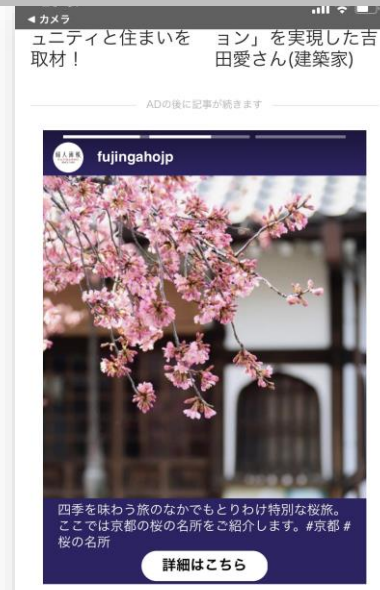 ◀ カメラ
ュニティと住まいを
取材！
ョン」を実現した吉
田愛さん(建築家)
ADの後に記事が続きます
婦人画報
fujingahojp
四季を味わう旅のなかでもとりわけ特別な桜旅。
ここでは京都の桜の名所をご紹介します。#京都 #
桜の名所
詳細はこちら